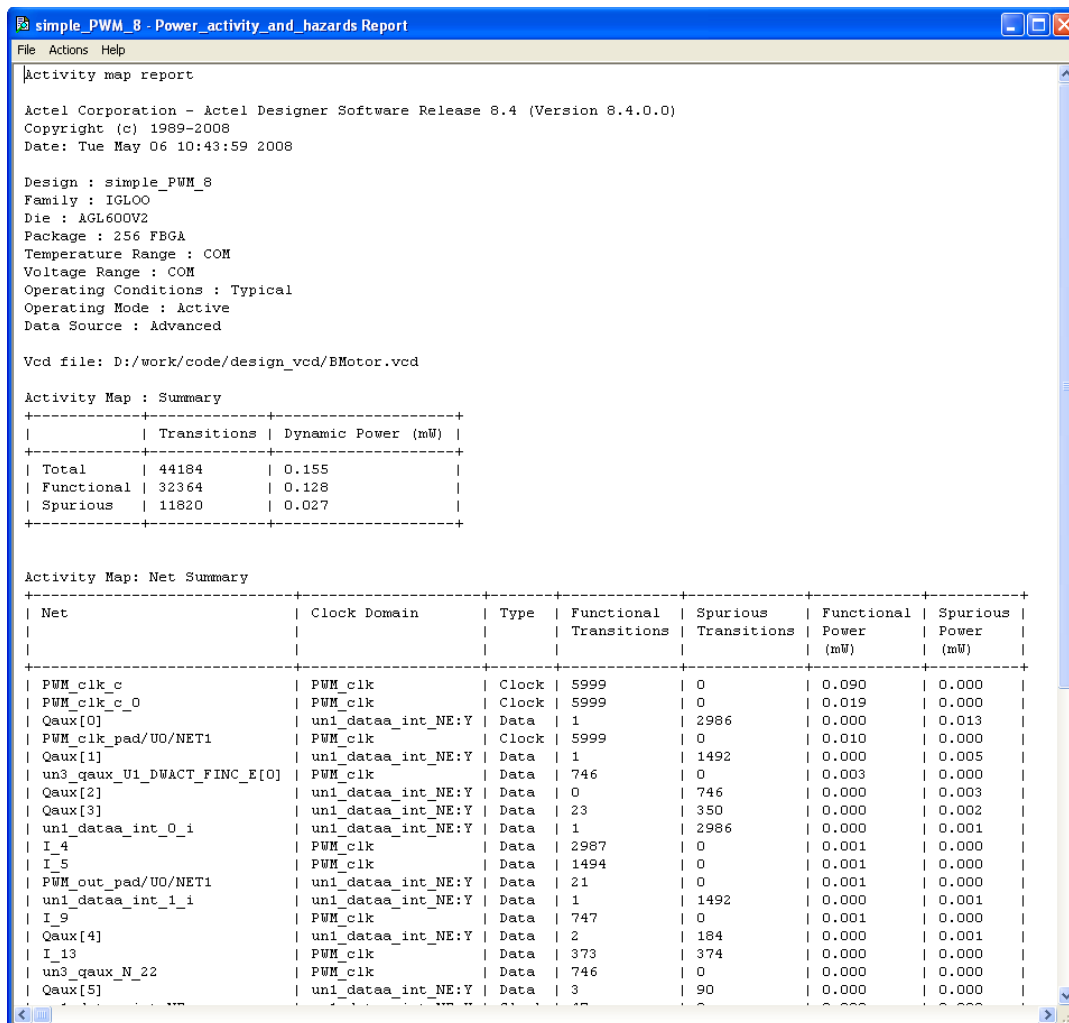 simple_PWM_8 - Power_activity_and_hazards Report
File Actions Help
Activity map report
Actel Corporation - Actel Designer Software Release 8.4 (Version 8.4.0.0)
Copyright (c) 1989-2008
Date: Tue May 06 10:43:59 2008
Design : simple_PWM_8
Family : IGLOO
Die : AGL600V2
Package : 256 FBGA
Temperature Range : COM
Voltage Range : COM
Operating Conditions : Typical
Operating Mode : Active
Data Source : Advanced
Vcd file: D:/work/code/design_vcd/BMotor.vcd
Activity Map : Summary
+------------+-------------+--------------------+
| | Transitions | Dynamic Power (mW) |
+------------+-------------+--------------------+
| Total | 44184 | 0.155 |
| Functional | 32364 | 0.128 |
| Spurious | 11820 | 0.027 |
+------------+-------------+--------------------+
Activity Map: Net Summary
| Net | Clock Domain | Type | Functional | Spurious | Functional | Spurious |
| | | | Transitions | Transitions | Power | Power |
| | | | | | (mW) | (mW) |
| PWM_clk_c | PWM_clk | Clock | 5999 | 0 | 0.090 | 0.000 |
| PWM_clk_c_0 | PWM_clk | Clock | 5999 | 0 | 0.019 | 0.000 |
| Qaux[0] | un1_dataa_int_NE:Y | Data | 1 | 2986 | 0.000 | 0.013 |
| PWM_clk_pad/U0/NET1 | PWM_clk | Clock | 5999 | 0 | 0.010 | 0.000 |
| Qaux[1] | un1_dataa_int_NE:Y | Data | 1 | 1492 | 0.000 | 0.005 |
| un3_qaux_U1_DWACT_FINC_E[0] | PWM_clk | Data | 746 | 0 | 0.003 | 0.000 |
| Qaux[2] | un1_dataa_int_NE:Y | Data | 0 | 746 | 0.000 | 0.003 |
| Qaux[3] | un1_dataa_int_NE:Y | Data | 23 | 350 | 0.000 | 0.002 |
| un1_dataa_int_0_i | un1_dataa_int_NE:Y | Data | 1 | 2986 | 0.000 | 0.001 |
| I_4 | PWM_clk | Data | 2987 | 0 | 0.001 | 0.000 |
| I_5 | PWM_clk | Data | 1494 | 0 | 0.001 | 0.000 |
| PWM_out_pad/U0/NET1 | un1_dataa_int_NE:Y | Data | 21 | 0 | 0.001 | 0.000 |
| un1_dataa_int_1_i | un1_dataa_int_NE:Y | Data | 1 | 1492 | 0.000 | 0.001 |
| I_9 | PWM_clk | Data | 747 | 0 | 0.001 | 0.000 |
| Qaux[4] | un1_dataa_int_NE:Y | Data | 2 | 184 | 0.000 | 0.001 |
| I_13 | PWM_clk | Data | 373 | 374 | 0.000 | 0.000 |
| un3_qaux_N_22 | PWM_clk | Data | 746 | 0 | 0.000 | 0.000 |
| Qaux[5] | un1_dataa_int_NE:Y | Data | 3 | 90 | 0.000 | 0.000 |